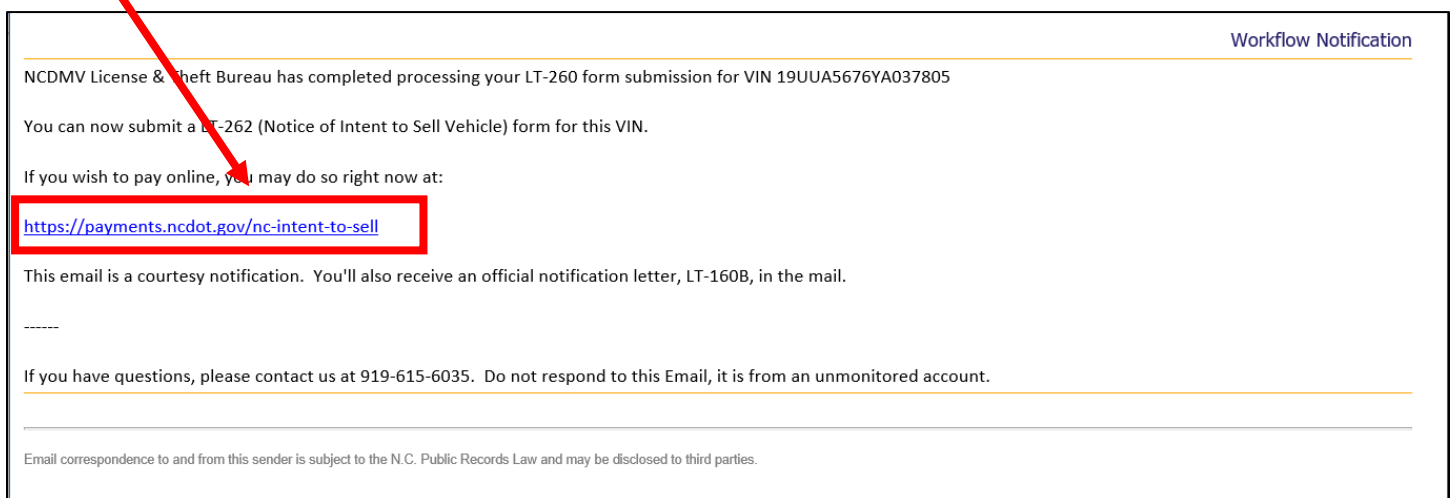 Workflow Notification
NCDMV License & Theft Bureau has completed processing your LT-260 form submission for VIN 19UUA5676YA037805
You can now submit a LT-262 (Notice of Intent to Sell Vehicle) form for this VIN.
If you wish to pay online, you may do so right now at:
https://payments.ncdot.gov/nc-intent-to-sell
This email is a courtesy notification.  You'll also receive an official notification letter, LT-160B, in the mail.
------
If you have questions, please contact us at 919-615-6035.  Do not respond to this Email, it is from an unmonitored account.
Email correspondence to and from this sender is subject to the N.C. Public Records Law and may be disclosed to third parties.